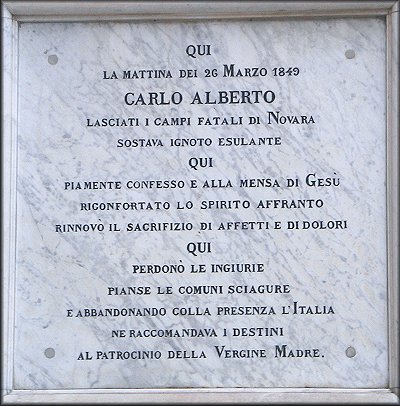 QUI
LA MATTINA DEI 26 MARZO 1849
CARLO ALBERTO
LASCIATI I CAMPI FATALI DI NOVARA
SOSTAVA IGNOTO ESULANTE
QUI
PIAMENTE CONFESSO E ALLA MENSA DI GESÙ
RICONFORTATO LO SPIRITO AFFRANTO
RINNOVÒ IL SACRIFIZIO DI AFFETTI E DI DOLORI
QUI
PERDONÒ LE INGIURIE
PIANSE LE COMUNI SCIAGURE
E ABBANDONANDO COLLA PRESENZA L'ITALIA
NE RACCOMANDAVA I DESTINI
AL PATROCINIO DELLA VERGINE MADRE.